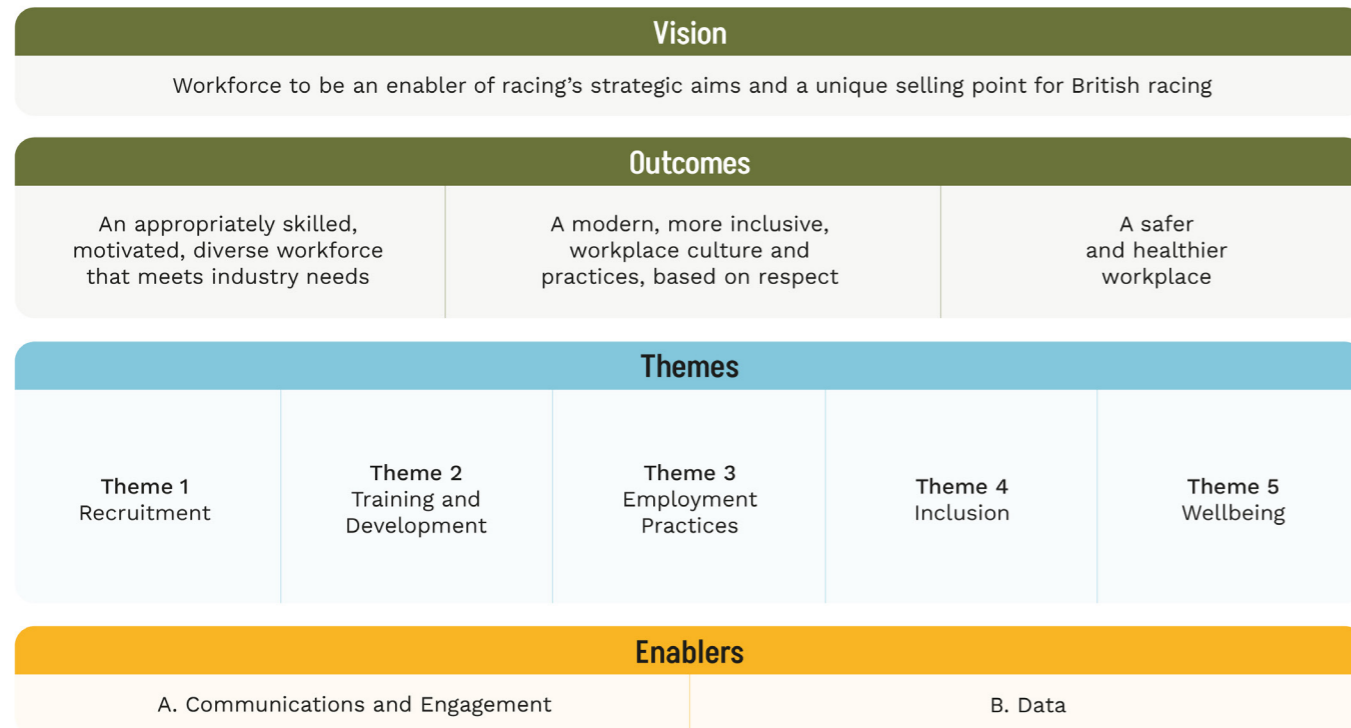 Vision
Workforce to be an enabler of racing’s strategic aims and a unique selling point for British racing
Outcomes
An appropriately skilled,
motivated, diverse workforce
that meets industry needs
A modern, more inclusive,
workplace culture and
practices, based on respect
A safer
and healthier
workplace
Themes
Theme 1
Recruitment
Theme 2
Training and
Development
Theme 3
Employment
Practices
Theme 4
Inclusion
Theme 5
Wellbeing
Enablers
A. Communications and Engagement
B. Data